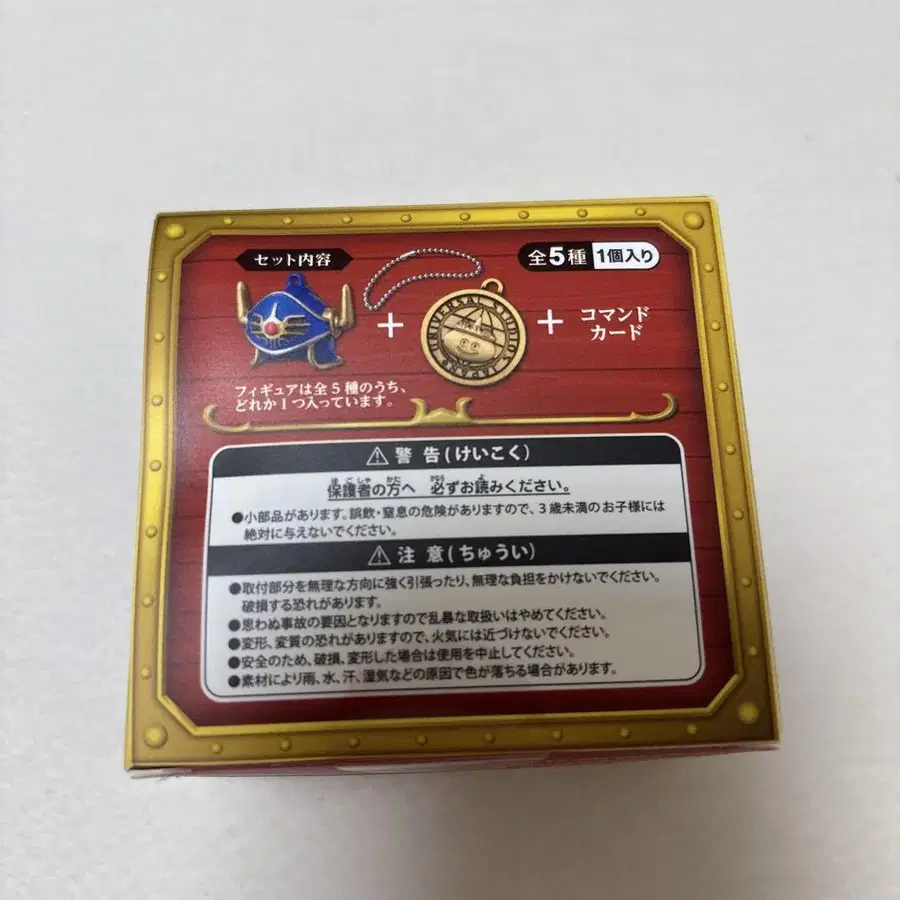 セット内容
全5種 1個入り
UNIVERSAL STUDIOS JAPAN
+
+
コマンド
カード
フィギュアは全5種のうち、
どれか1つ入っています。
警告(けいこく)
保護者の方へ 必ずお読みください。
●小部品があります。誤飲・窒息の危険がありますので、3歳未満のお子様には
絶対に与えないでください。
注意(ちゅうい)
●取付部分を無理な方向に強く引張ったり、無理な負担をかけないでください。
破損する恐れがあります。
●思わぬ事故の要因となりますので乱暴な取扱いはやめてください。
●変形、変質の恐れがありますので、火気には近づけないでください。
●安全のため、破損、変形した場合は使用を中止してください。
●素材により雨、水、汗、湿気などの原因で色が落ちる場合があります。